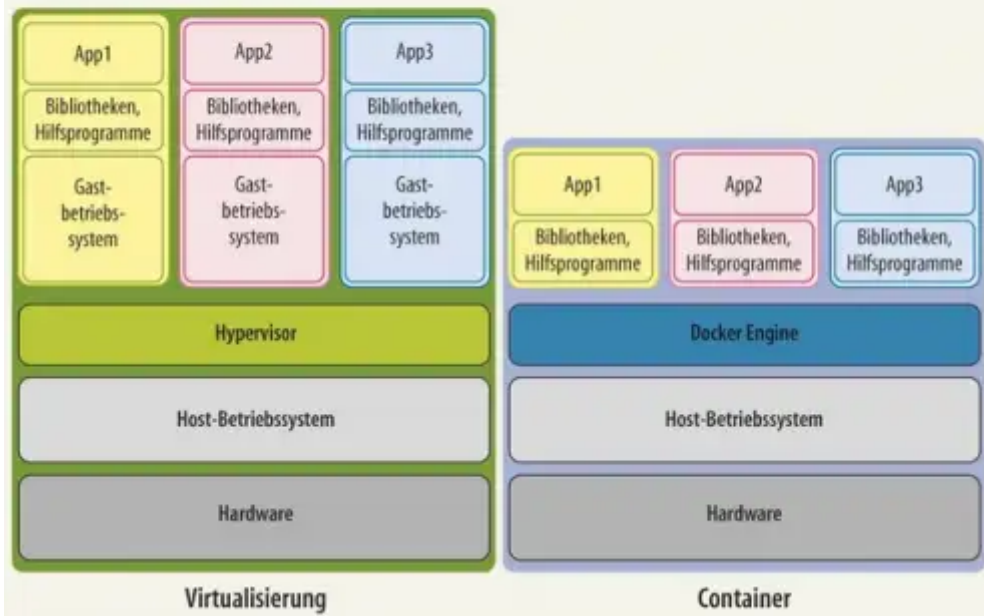 App1
Bibliotheken,
Hilfsprogramme
Gast-
betriebs-
system
App2
Bibliotheken,
Hilfsprogramme
Gast-
betriebs-
system
App3
Bibliotheken,
Hilfsprogramme
Gast-
betriebs-
system
Hypervisor
Host-Betriebssystem
Hardware
Virtualisierung
App1
Bibliotheken,
Hilfsprogramme
App2
Bibliotheken,
Hilfsprogramme
App3
Bibliotheken,
Hilfsprogramme
Docker Engine
Host-Betriebssystem
Hardware
Container